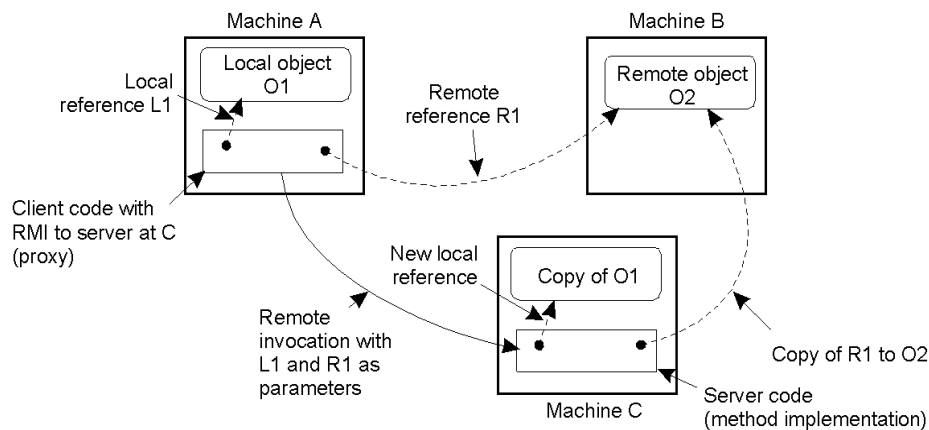 Machine A
Machine B
Local object
O1
Remote object
O2
Local
reference L1
Remote
reference R1
Client code with
RMI to server at C
(proxy)
New local
reference
Copy of O1
Remote
invocation with
L1 and R1 as
parameters
Copy of R1 to O2
Server code
(method implementation)
Machine C